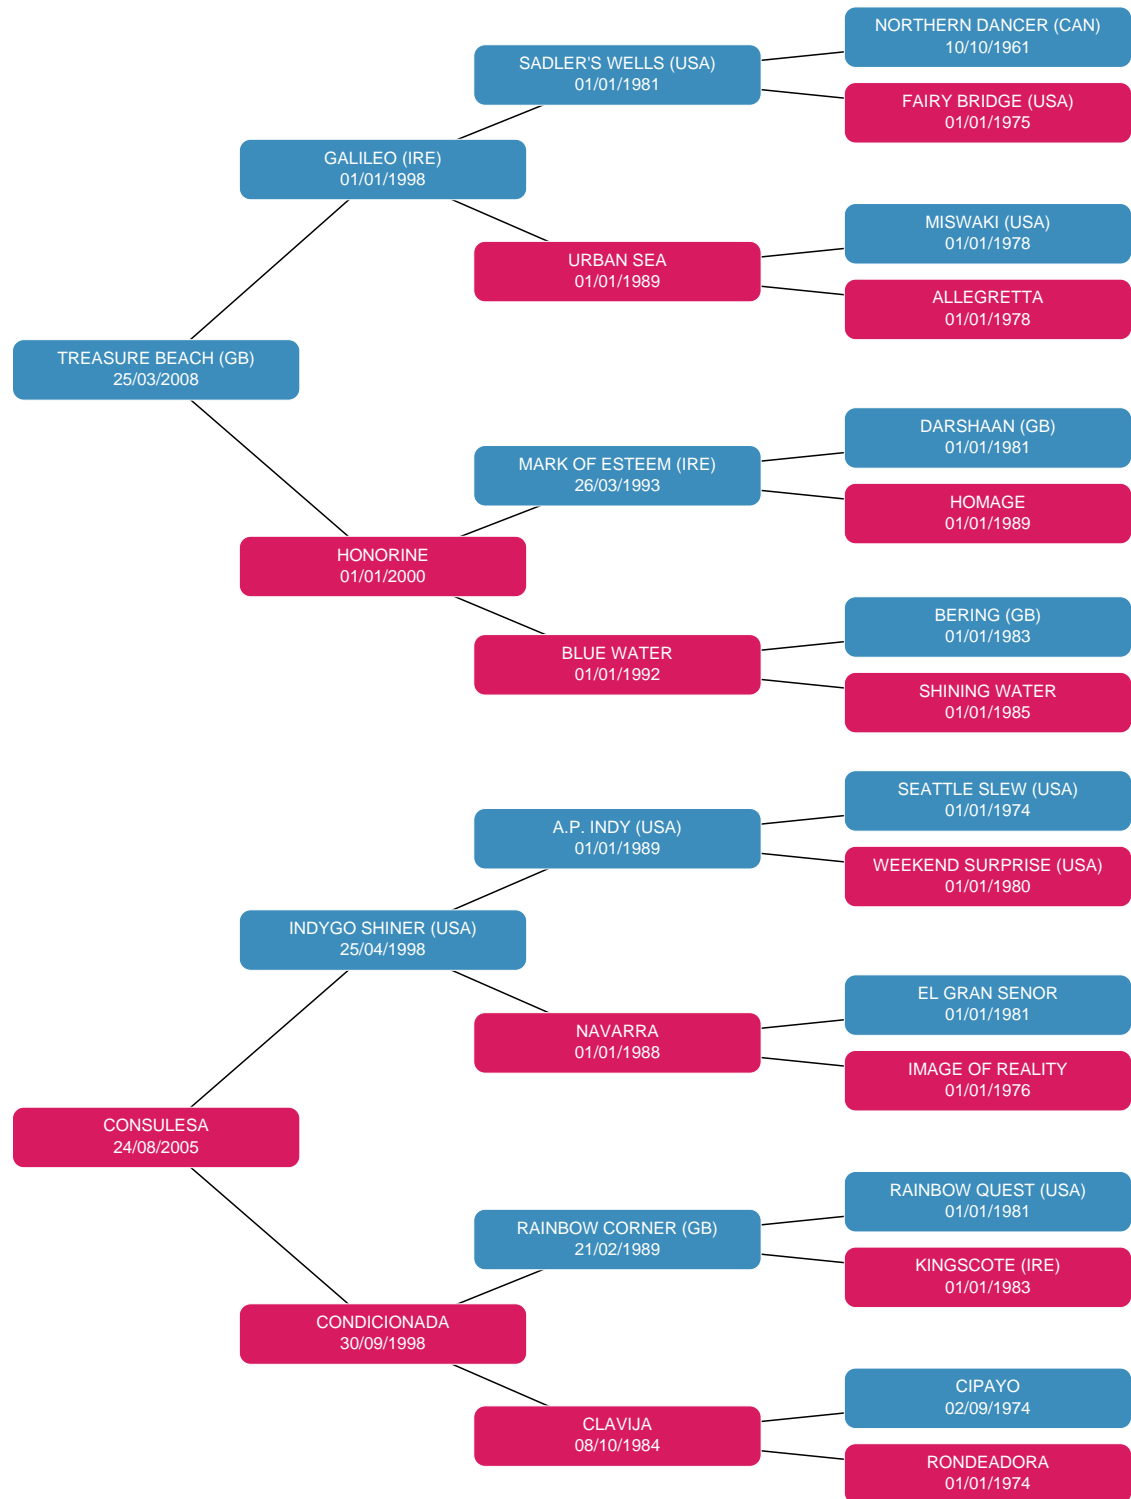 NORTHERN DANCER (CAN)
10/10/1961
SADLER'S WELLS (USA)
01/01/1981
FAIRY BRIDGE (USA)
01/01/1975
GALILEO (IRE)
01/01/1998
MISWAKI (USA)
01/01/1978
URBAN SEA
01/01/1989
ALLEGRETTA
01/01/1978
TREASURE BEACH (GB)
25/03/2008
DARSHAAN (GB)
01/01/1981
MARK OF ESTEEM (IRE)
26/03/1993
HOMAGE
01/01/1989
HONORINE
01/01/2000
BERING (GB)
01/01/1983
BLUE WATER
01/01/1992
SHINING WATER
01/01/1985
SEATTLE SLEW (USA)
01/01/1974
A.P. INDY (USA)
01/01/1989
WEEKEND SURPRISE (USA)
01/01/1980
INDYGO SHINER (USA)
25/04/1998
EL GRAN SENOR
01/01/1981
NAVARRA
01/01/1988
IMAGE OF REALITY
01/01/1976
CONSULESA
24/08/2005
RAINBOW QUEST (USA)
01/01/1981
RAINBOW CORNER (GB)
21/02/1989
KINGSCOTE (IRE)
01/01/1983
CONDICIONADA
30/09/1998
CIPAYO
02/09/1974
CLAVIJA
08/10/1984
RONDEADORA
01/01/1974